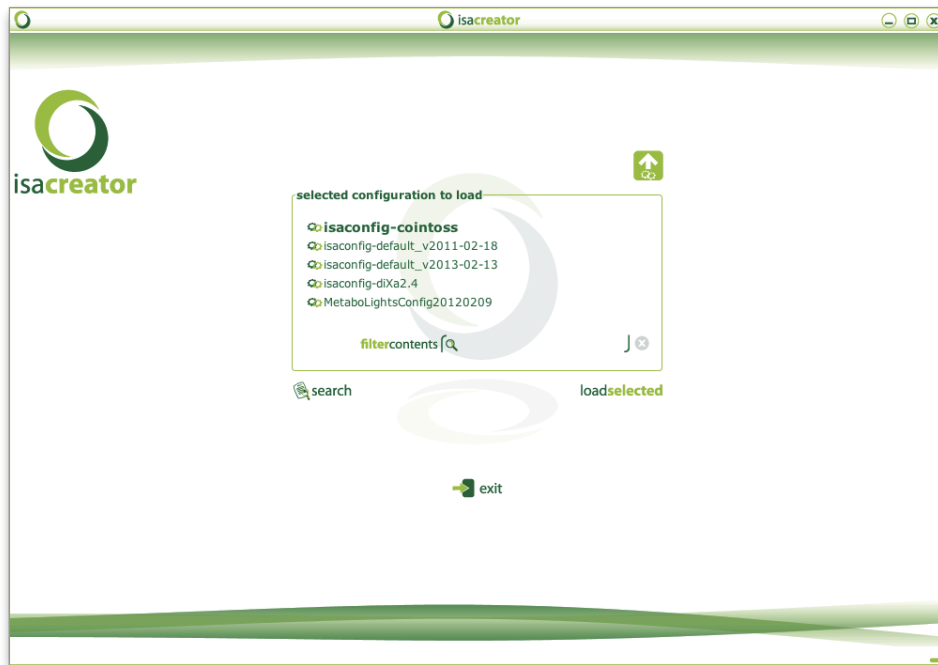 isacreator
isacreator
selected configuration to load
isaconfig-cointoss
isaconfig-default_v2011-02-18
isaconfig-default_v2013-02-13
isaconfig-diXa2.4
MetaboLightsConfig20120209
filtercontents
search
loadselected
exit